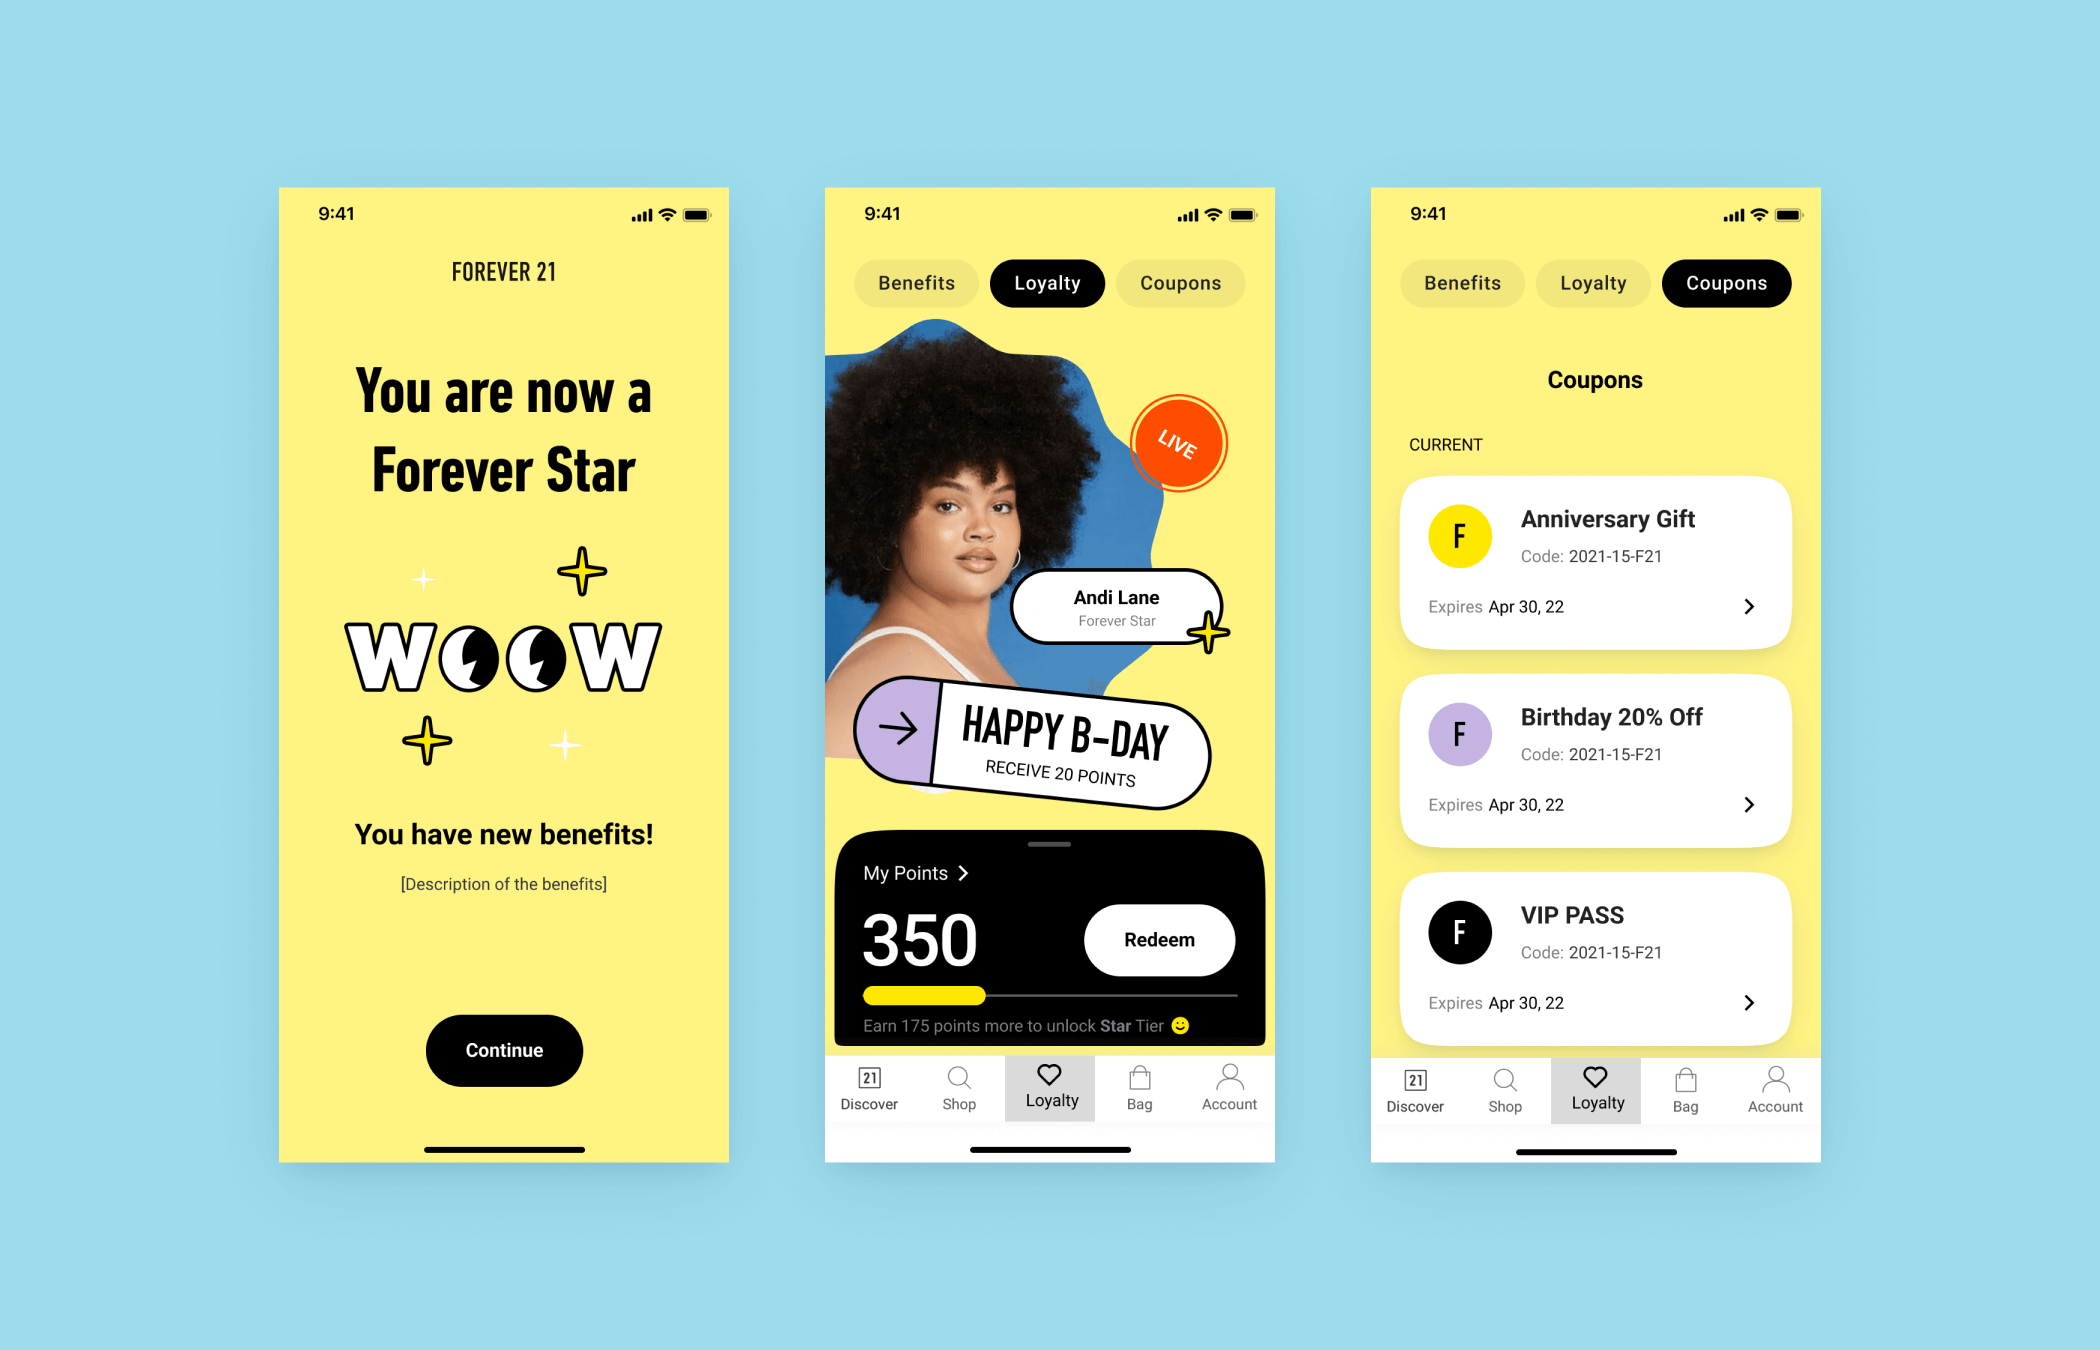 9:41
FOREVER 21
You are now a
Forever Star
WOOW
You have new benefits!
[Description of the benefits]
Continue
9:41
Benefits
Loyalty
Coupons
LIVE
Andi Lane
Forever Star
HAPPY B-DAY
RECEIVE 20 POINTS
My Points
350
Redeem
Earn 175 points more to unlock Star Tier
21
Discover
Shop
Loyalty
Bag
Account
9:41
Benefits
Loyalty
Coupons
Coupons
CURRENT
F
Anniversary Gift
Code: 2021-15-F21
Expires Apr 30, 22
F
Birthday 20% Off
Code: 2021-15-F21
Expires Apr 30, 22
F
VIP PASS
Code: 2021-15-F21
Expires Apr 30, 22
21
Discover
Shop
Loyalty
Bag
Account